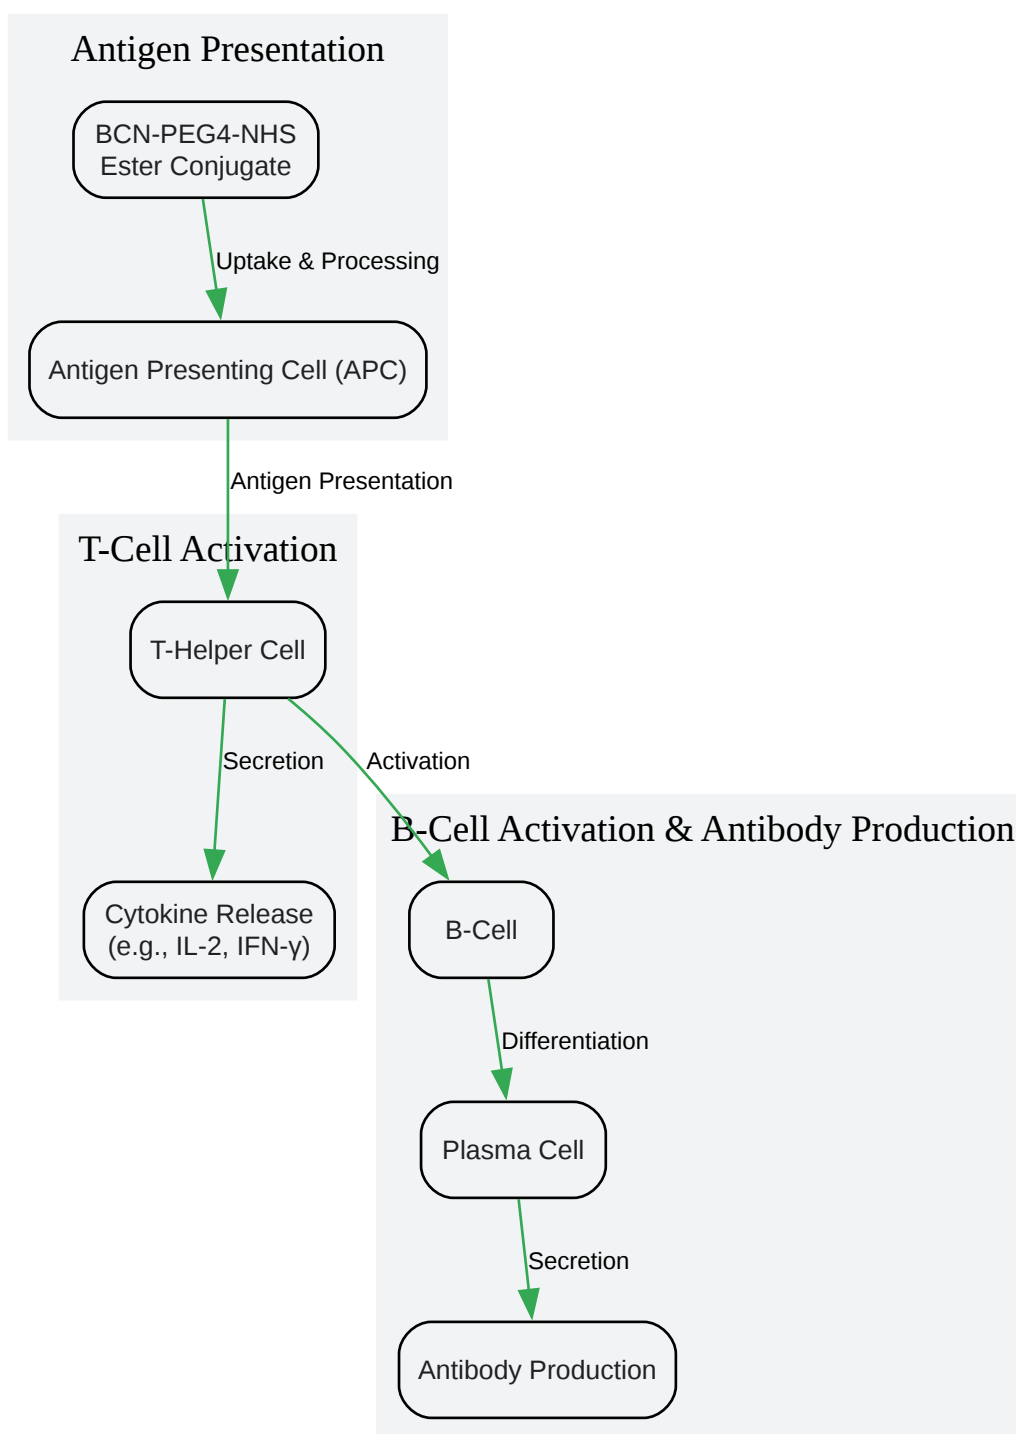 Antigen Presentation
BCN-PEG4-NHS
Ester Conjugate
Uptake & Processing
Antigen Presenting Cell (APC)
Antigen Presentation
T-Cell Activation
T-Helper Cell
Secretion
Activation
B-Cell Activation & Antibody Production
Cytokine Release
(e.g., IL-2, IFN-γ)
B-Cell
Differentiation
Plasma Cell
Secretion
Antibody Production